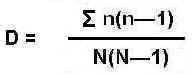 D = Σ n(n—1)
N(N—1)